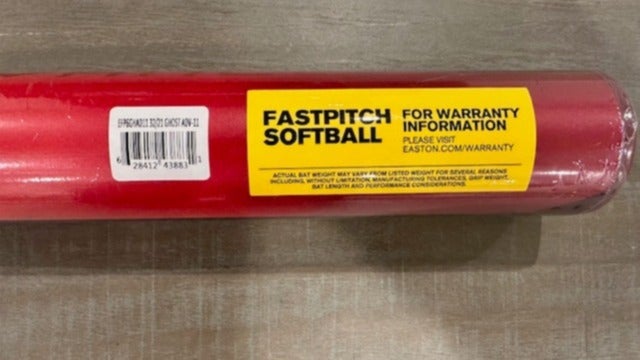 EFP6GHAD11 32/21 GHOST ADV-11
6 28412 43883 1
FASTPITCH
SOFTBALL
FOR WARRANTY
INFORMATION
PLEASE VISIT
EASTON.COM/WARRANTY
ACTUAL BAT WEIGHT MAY VARY FROM LISTED WEIGHT FOR SEVERAL REASONS
INCLUDING, WITHOUT LIMITATION, MANUFACTURING TOLERANCES, GRIP WEIGHT,
BAT LENGTH AND PERFORMANCE CONSIDERATIONS.